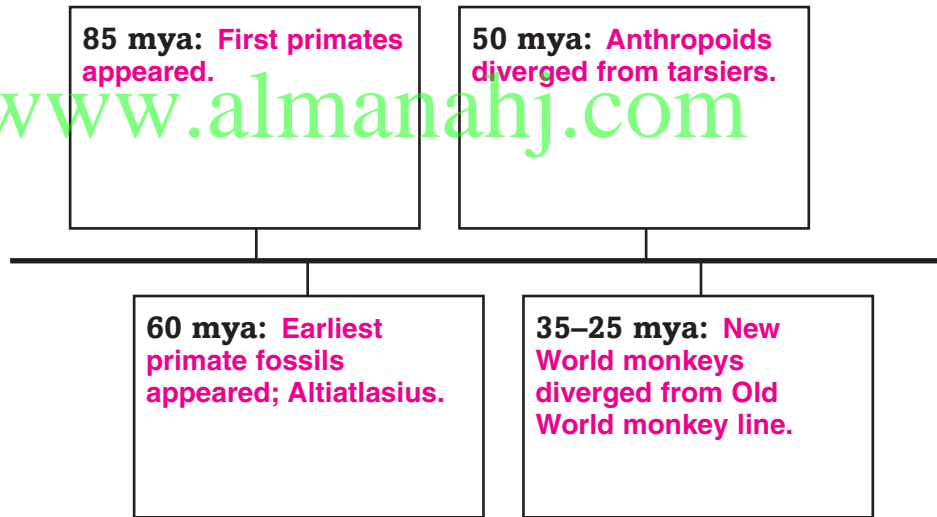 85 mya: First primates
appeared.
50 mya: Anthropoids
diverged from tarsiers.
www.almanahj.com
60 mya: Earliest
primate fossils
appeared; Altiatlasius.
35–25 mya: New
World monkeys
diverged from Old
World monkey line.